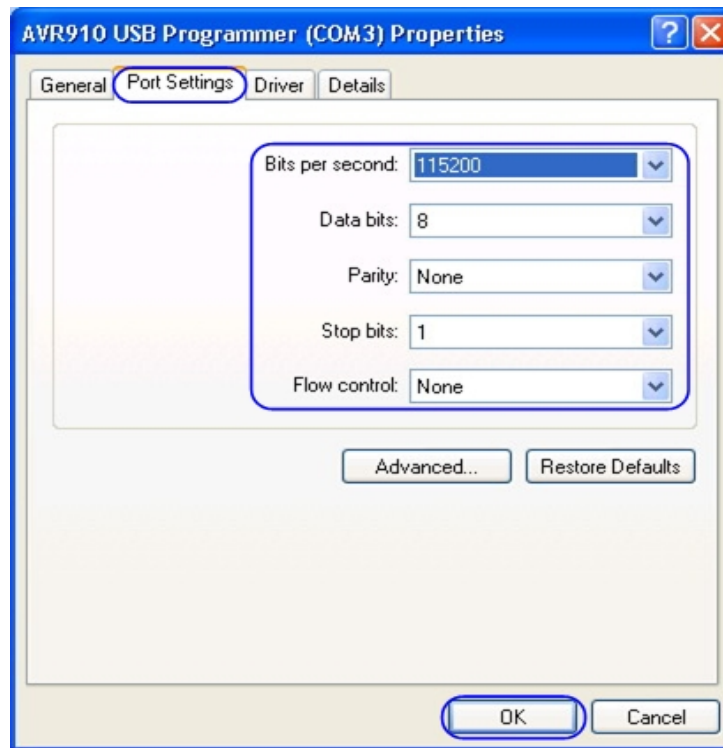 AVR910 USB Programmer (COM3) Properties
General Port Settings Driver Details
Bits per second: 115200
Data bits: 8
Parity: None
Stop bits: 1
Flow control: None
Advanced... Restore Defaults
OK Cancel